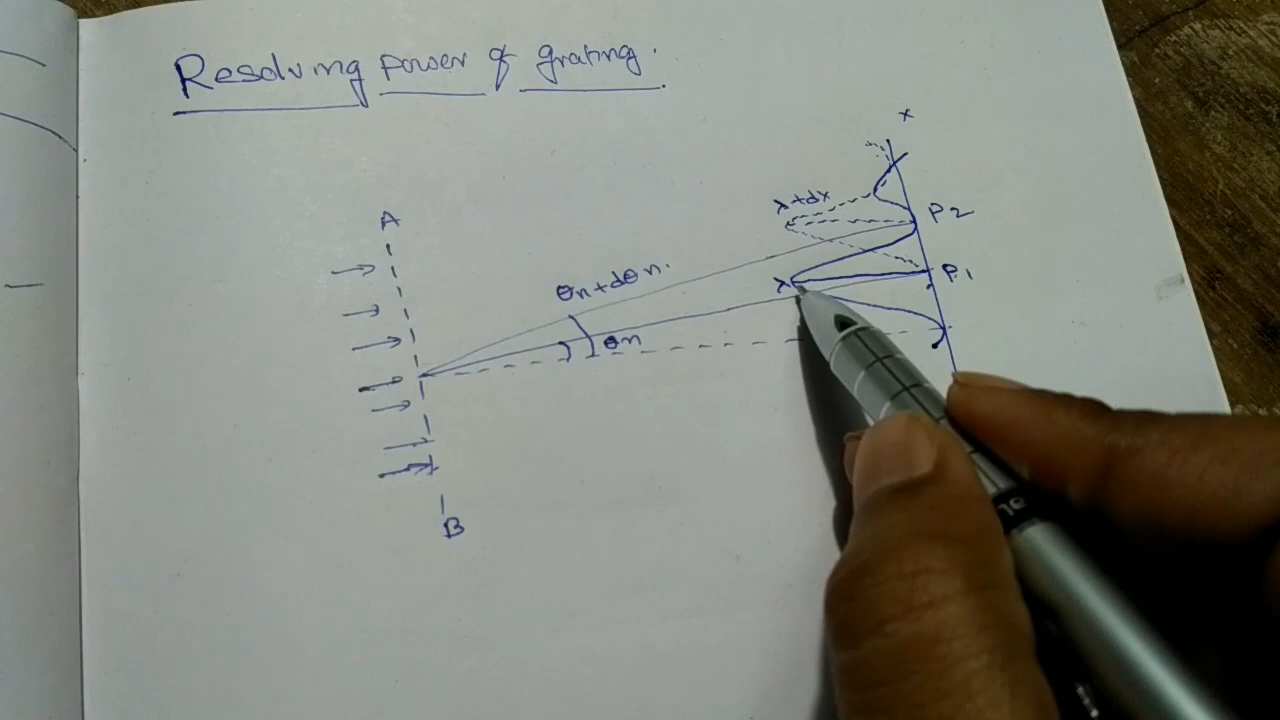 Resolving power of grating.
x
A
λ+dλ
P2
θn+dθn.
λ
P1
θn
B